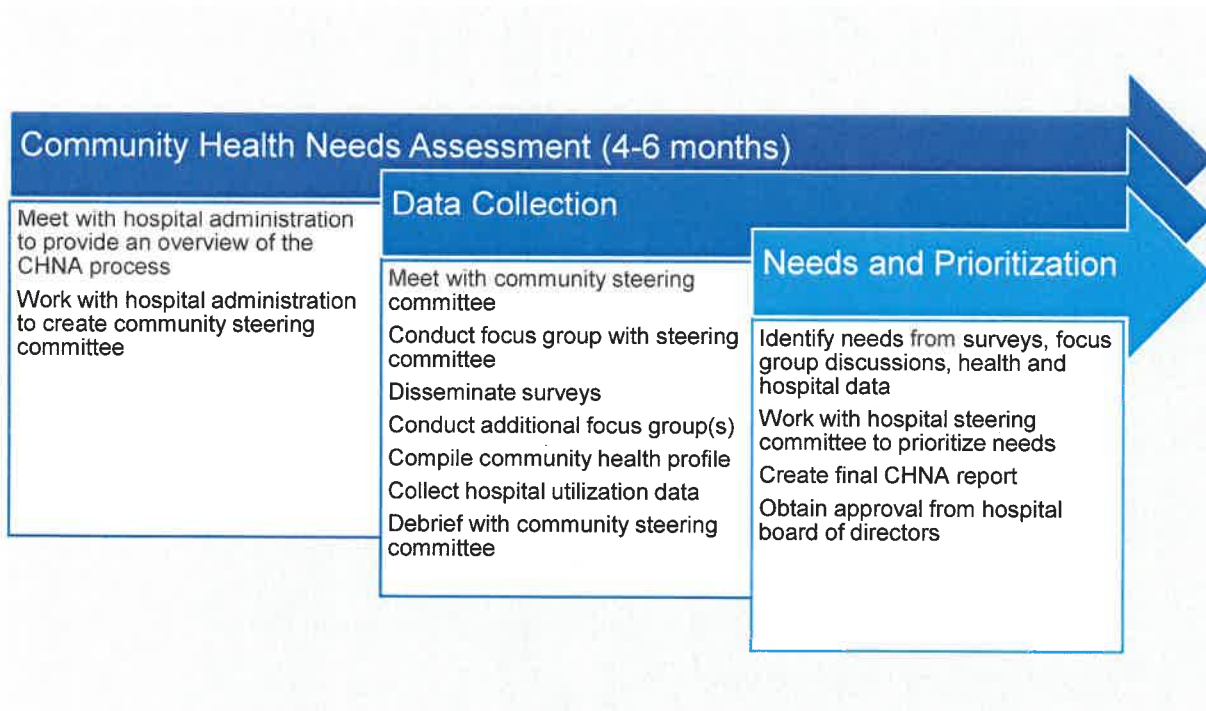 Community Health Needs Assessment (4-6 months)
Meet with hospital administration
to provide an overview of the
CHNA process
Work with hospital administration
to create community steering
committee
Data Collection
Meet with community steering
committee
Conduct focus group with steering
committee
Disseminate surveys
Conduct additional focus group(s)
Compile community health profile
Collect hospital utilization data
Debrief with community steering
committee
Needs and Prioritization
Identify needs from surveys, focus
group discussions, health and
hospital data
Work with hospital steering
committee to prioritize needs
Create final CHNA report
Obtain approval from hospital
board of directors